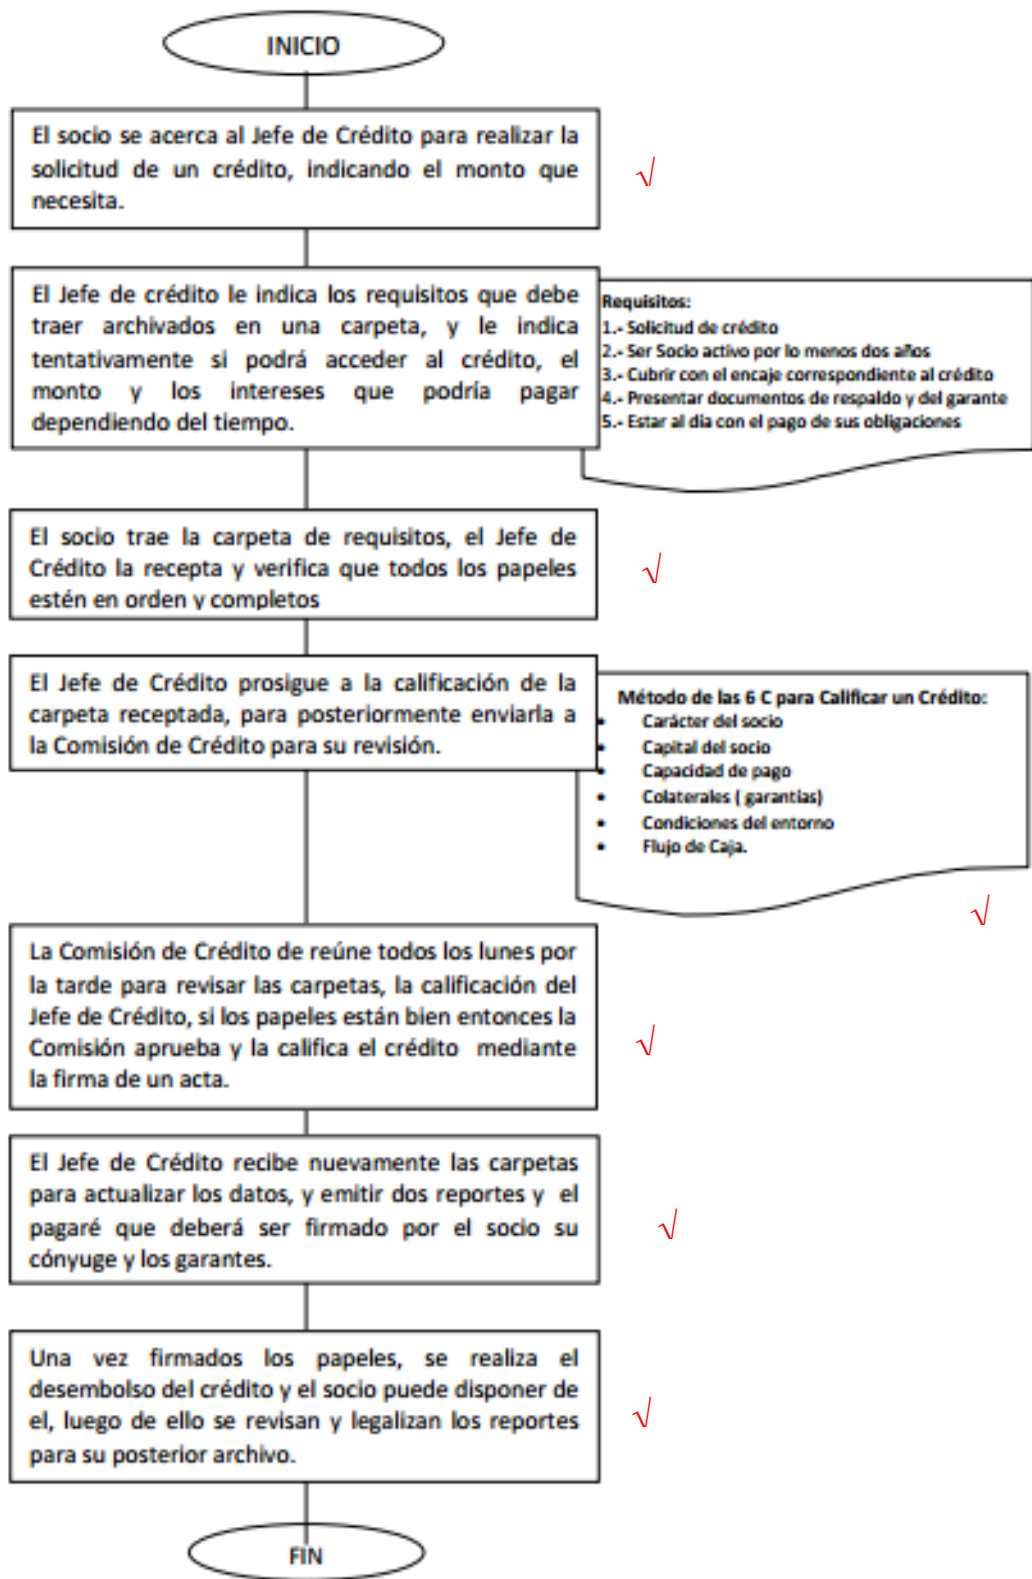 INICIO
El socio se acerca al Jefe de Crédito para realizar la
solicitud de un crédito, indicando el monto que
necesita.
√
El Jefe de crédito le indica los requisitos que debe
traer archivados en una carpeta, y le indica
tentativamente si podrá acceder al crédito, el
monto y los intereses que podría pagar
dependiendo del tiempo.
Requisitos:
1.- Solicitud de crédito
2.- Ser Socio activo por lo menos dos años
3.- Cubrir con el encaje correspondiente al crédito
4.- Presentar documentos de respaldo y del garante
5.- Estar al dia con el pago de sus obligaciones
El socio trae la carpeta de requisitos, el Jefe de
Crédito la recepta y verifica que todos los papeles
estén en orden y completos
√
El Jefe de Crédito prosigue a la calificación de la
carpeta receptada, para posteriormente enviarla a
la Comisión de Crédito para su revisión.
Método de las 6 C para Calificar un Crédito:
• Carácter del socio
• Capital del socio
• Capacidad de pago
• Colaterales ( garantías)
• Condiciones del entorno
• Flujo de Caja.
√
La Comisión de Crédito de reúne todos los lunes por
la tarde para revisar las carpetas, la calificación del
Jefe de Crédito, si los papeles están bien entonces la
Comisión aprueba y la califica el crédito mediante
la firma de un acta.
√
El Jefe de Crédito recibe nuevamente las carpetas
para actualizar los datos, y emitir dos reportes y el
pagaré que deberá ser firmado por el socio su
cónyuge y los garantes.
√
Una vez firmados los papeles, se realiza el
desembolso del crédito y el socio puede disponer de
el, luego de ello se revisan y legalizan los reportes
para su posterior archivo.
√
FIN